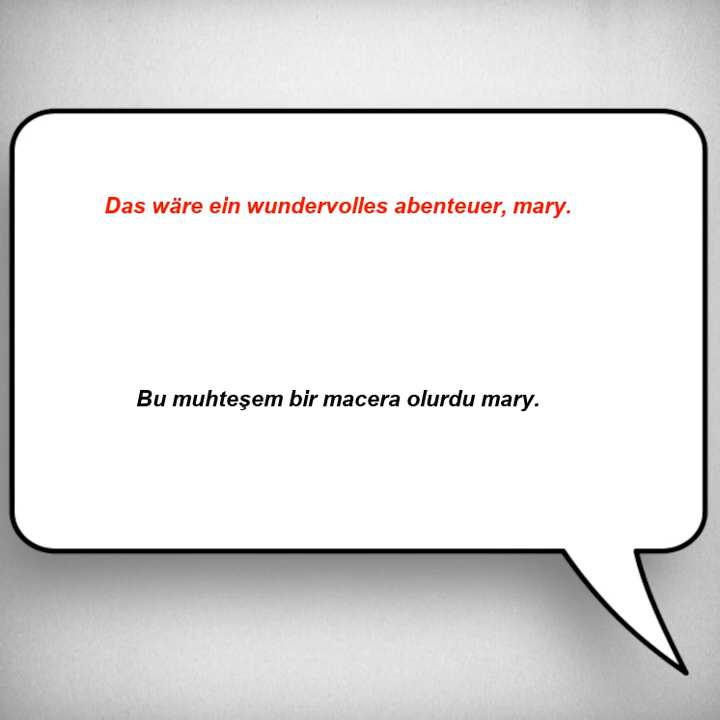 Das wäre ein wundervolles abenteuer, mary.
Bu muhteşem bir macera olurdu mary.